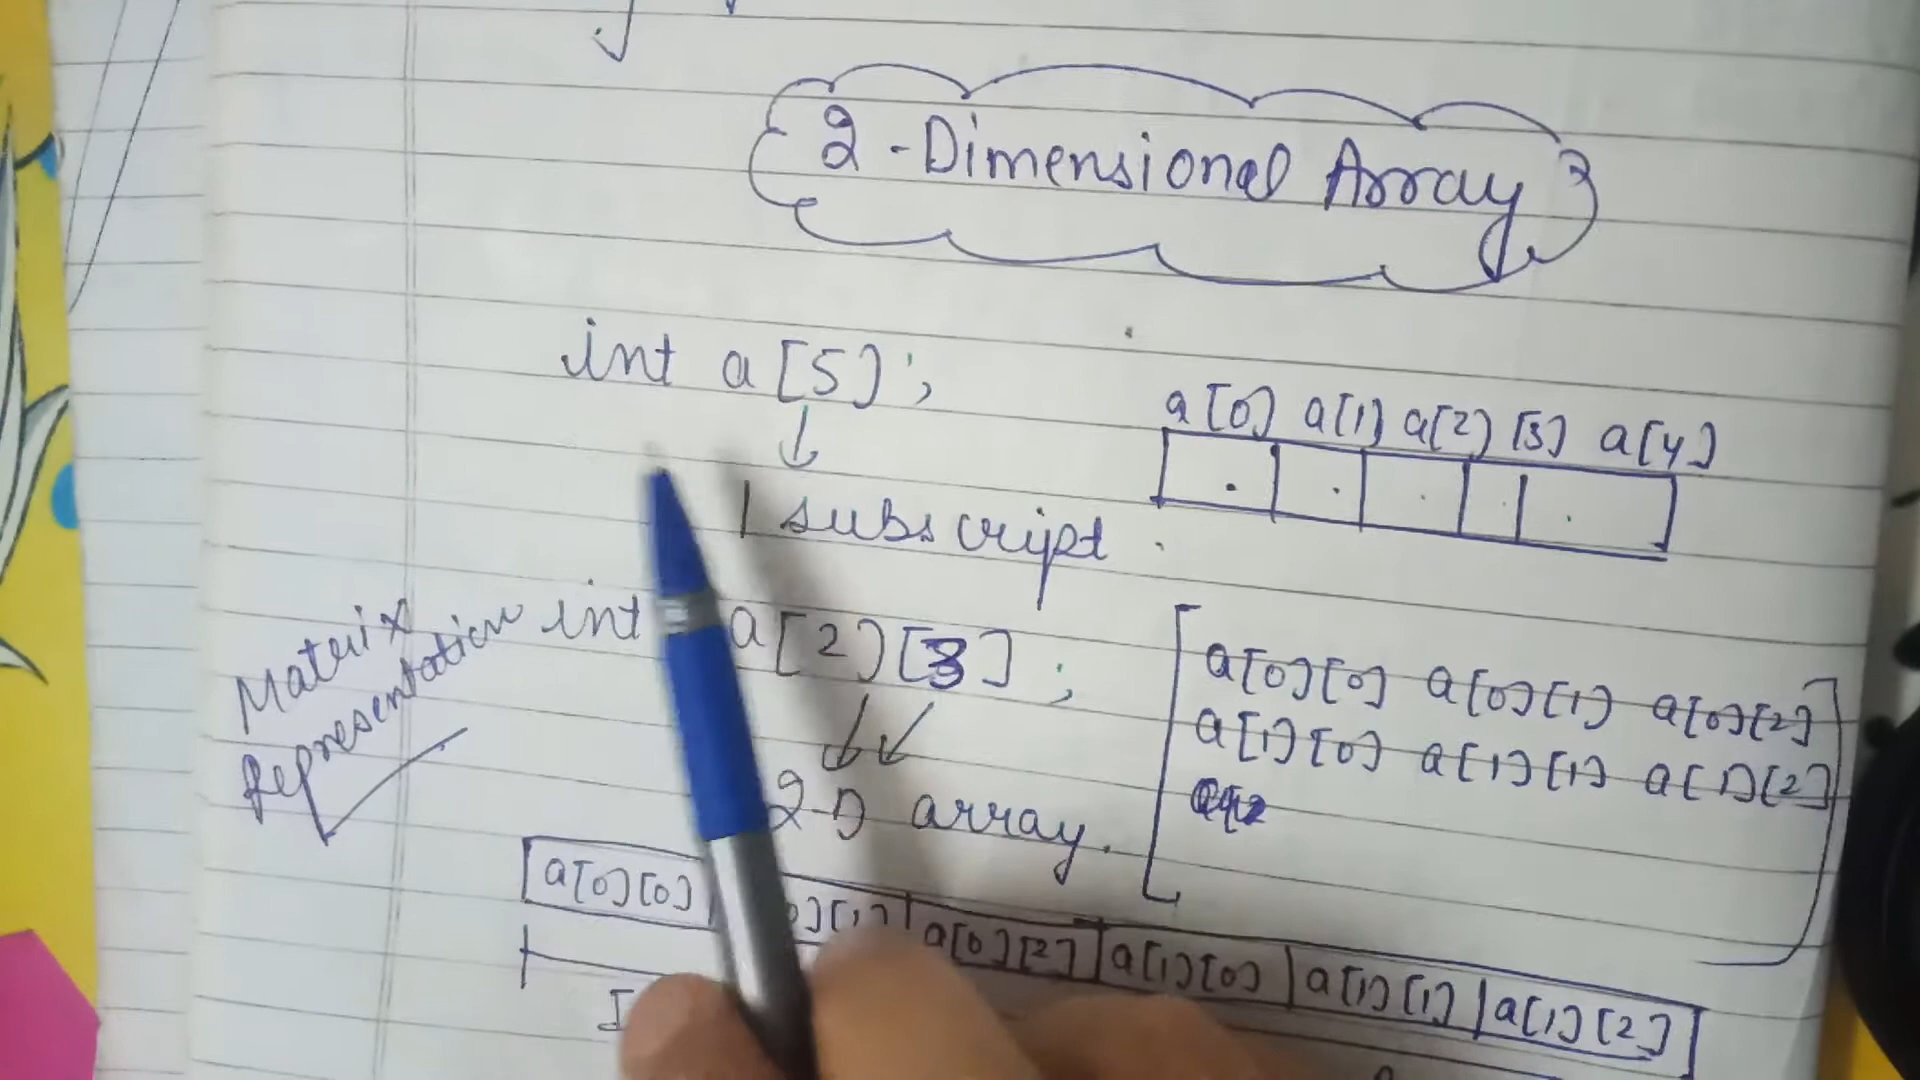 2-Dimensional Array
int a[5];
a[0] a[1] a[2] [3] a[4]
1 subscript.
Matrix
Representation
int a[2][3];
a[0][0] a[0][1] a[0][2]
a[1][0] a[1][1] a[1][2]
2-D array.
a[0][0] 0][1] a[0][2] a[1][0] a[1][1] a[1][2]
I